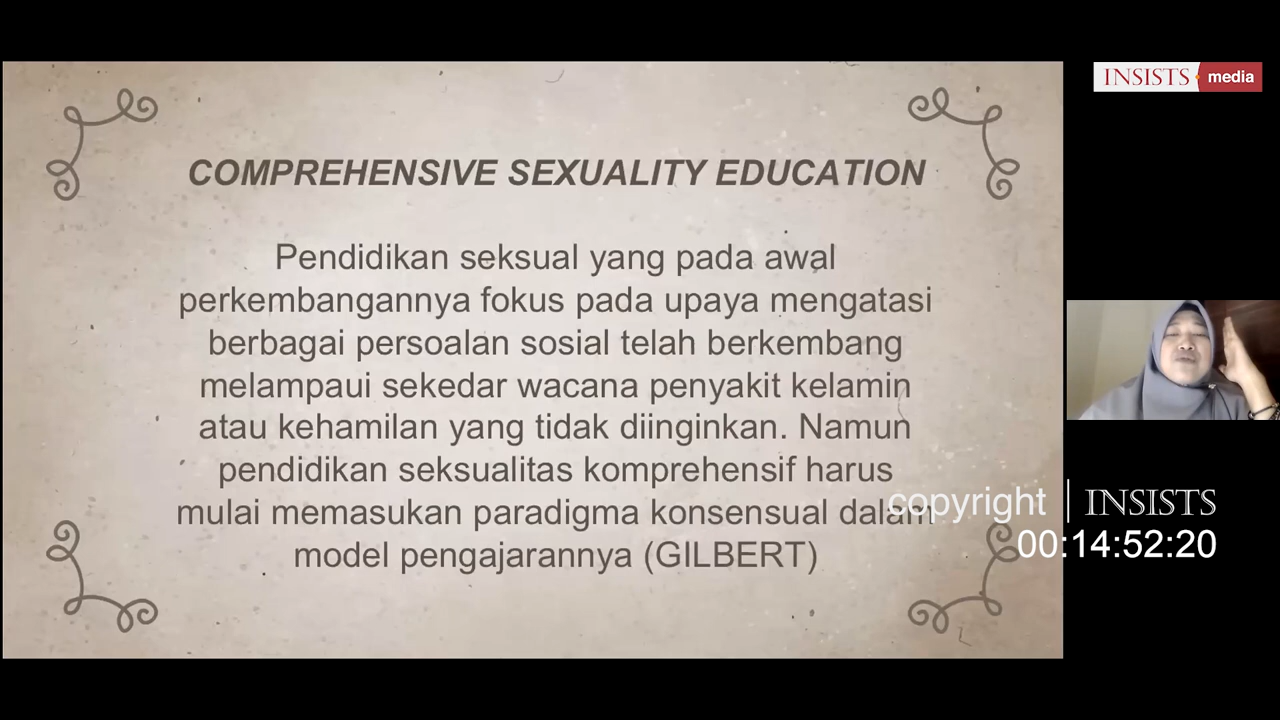 INSISTS media
COMPREHENSIVE SEXUALITY EDUCATION
Pendidikan seksual yang pada awal
perkembangannya fokus pada upaya mengatasi
berbagai persoalan sosial telah berkembang
melampaui sekedar wacana penyakit kelamin
atau kehamilan yang tidak diinginkan. Namun
pendidikan seksualitas komprehensif harus
mulai memasukan paradigma konsensual dalam
model pengajarannya (GILBERT)
copyright | INSISTS
00:14:52:20